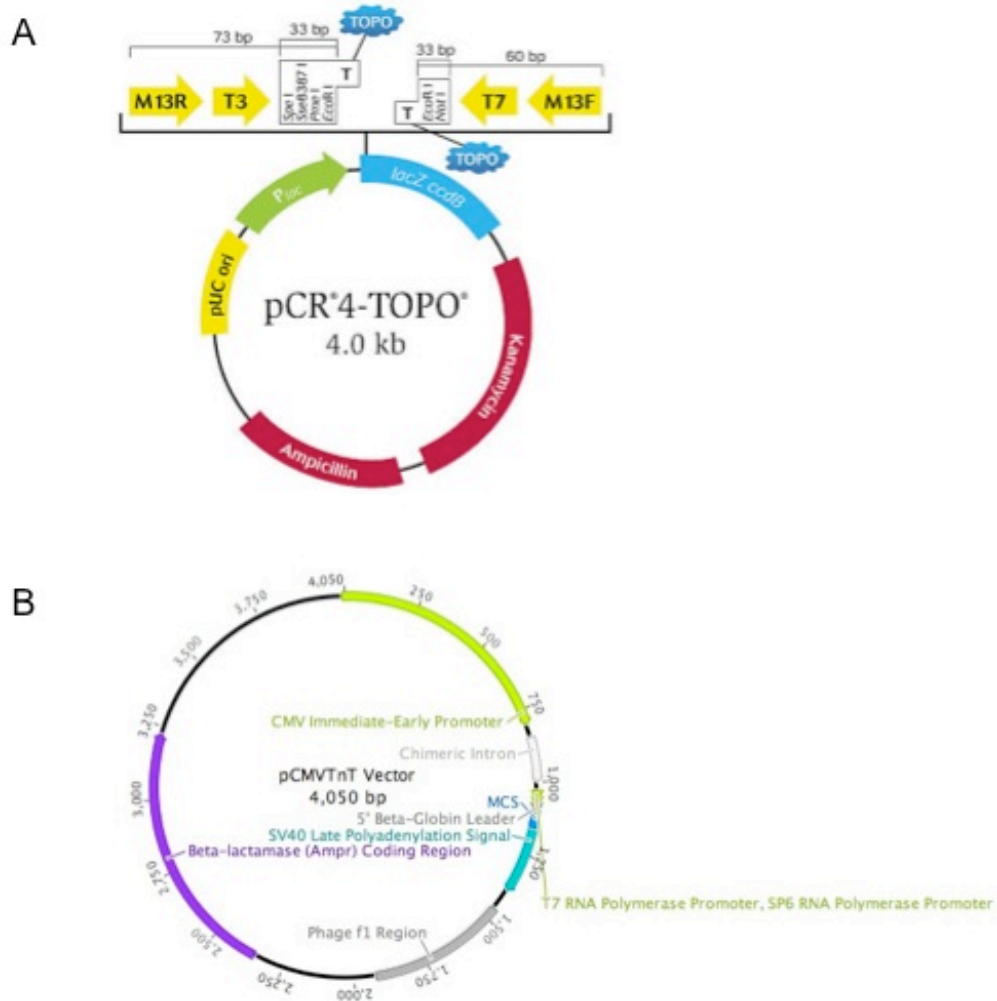 A
TOPO
73 bp
33 bp
33 bp
60 bp
M13R
T3
Spe I
Sse8387 I
Pme I
EcoR I
T
T
EcoR I
Not I
T7
M13F
TOPO
Plac
lacZ ccdB
pUC ori
pCR®4-TOPO®
4.0 kb
Kanamycin
Ampicillin
B
4,050
250
3,750
500
3,500
750
3,250
CMV Immediate-Early Promoter
Chimeric Intron
pCMVTnT Vector
4,050 bp
1,000
MCS
3,000
5' Beta-Globin Leader
SV40 Late Polyadenylation Signal
Beta-lactamase (Ampr) Coding Region
1,250
2,750
T7 RNA Polymerase Promoter, SP6 RNA Polymerase Promoter
Phage f1 Region
1,500
2,500
1,750
2,250
2,000